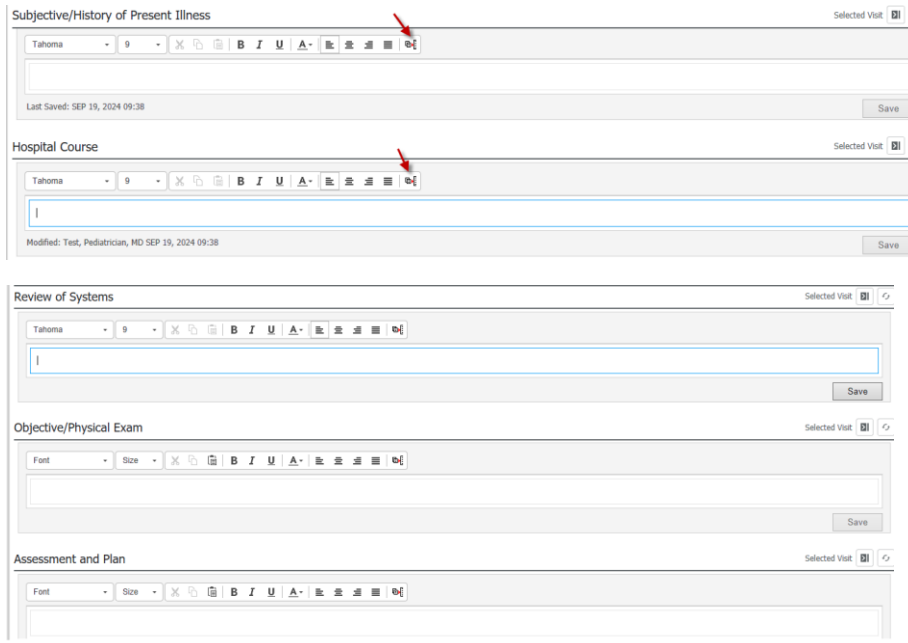 Subjective/History of Present Illness
Selected Visit
Tahoma 9 B I U A
Last Saved: SEP 19, 2024 09:38
Save
Hospital Course
Selected Visit
Tahoma 9 B I U A
Modified: Test, Pediatrician, MD SEP 19, 2024 09:38
Save
Review of Systems
Selected Visit
Tahoma 9 B I U A
Save
Objective/Physical Exam
Selected Visit
Font Size B I U A
Save
Assessment and Plan
Selected Visit
Font Size B I U A